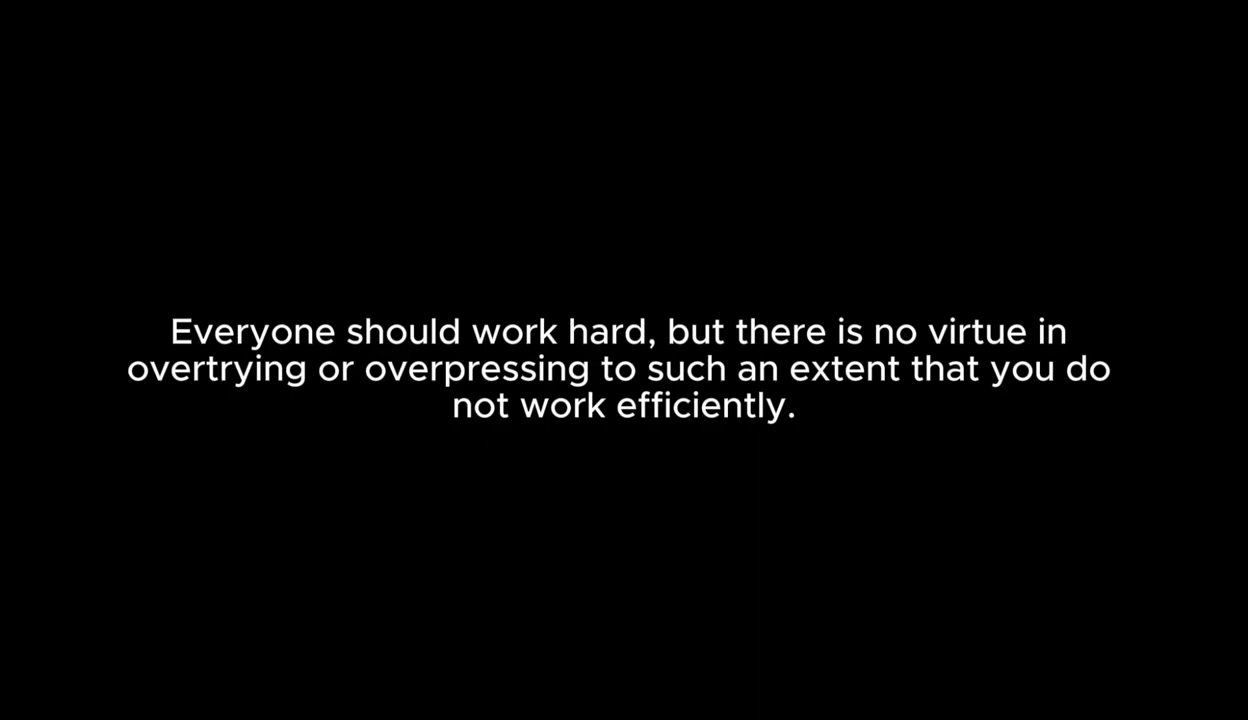 Everyone should work hard, but there is no virtue in
overtrying or overpressing to such an extent that you do
not work efficiently.